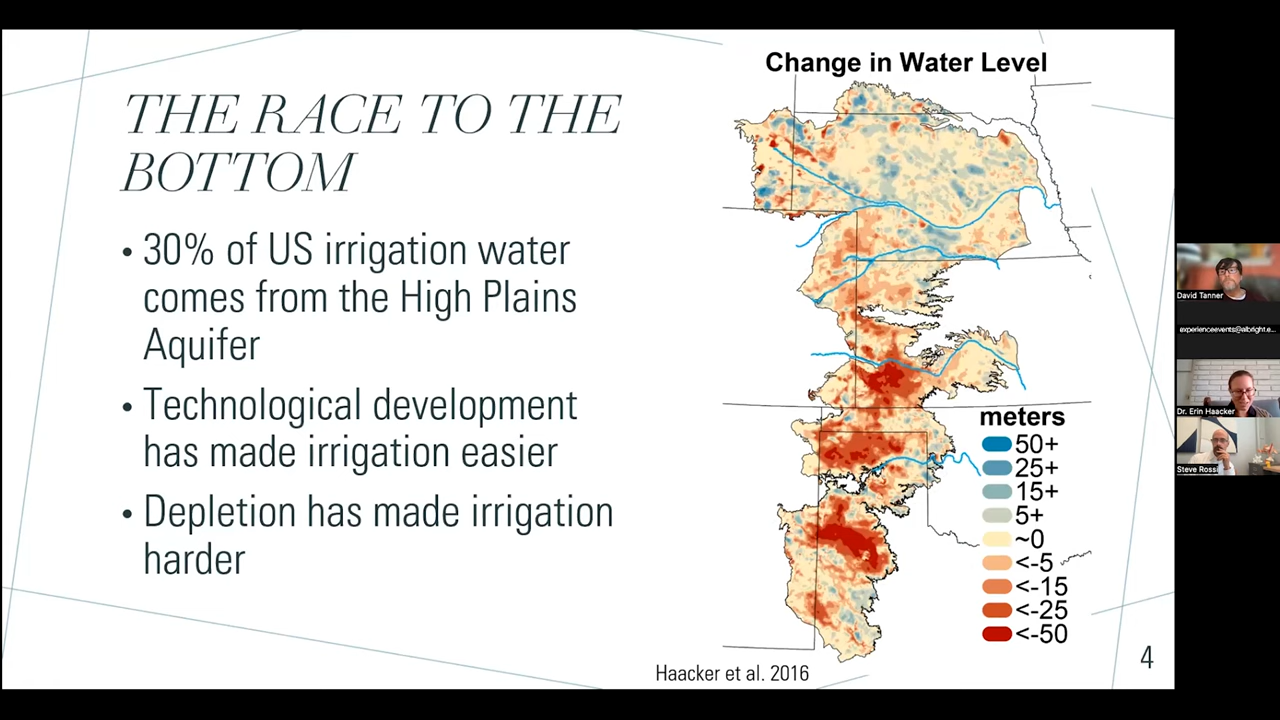 THE RACE TO THE
BOTTOM
• 30% of US irrigation water
comes from the High Plains
Aquifer
• Technological development
has made irrigation easier
• Depletion has made irrigation
harder
Change in Water Level
meters
50+
25+
15+
5+
~0
<-5
<-15
<-25
<-50
Haacker et al. 2016
4
David Tanner
experienceevents@albright.e...
Dr. Erin Haacker
Steve Rossi